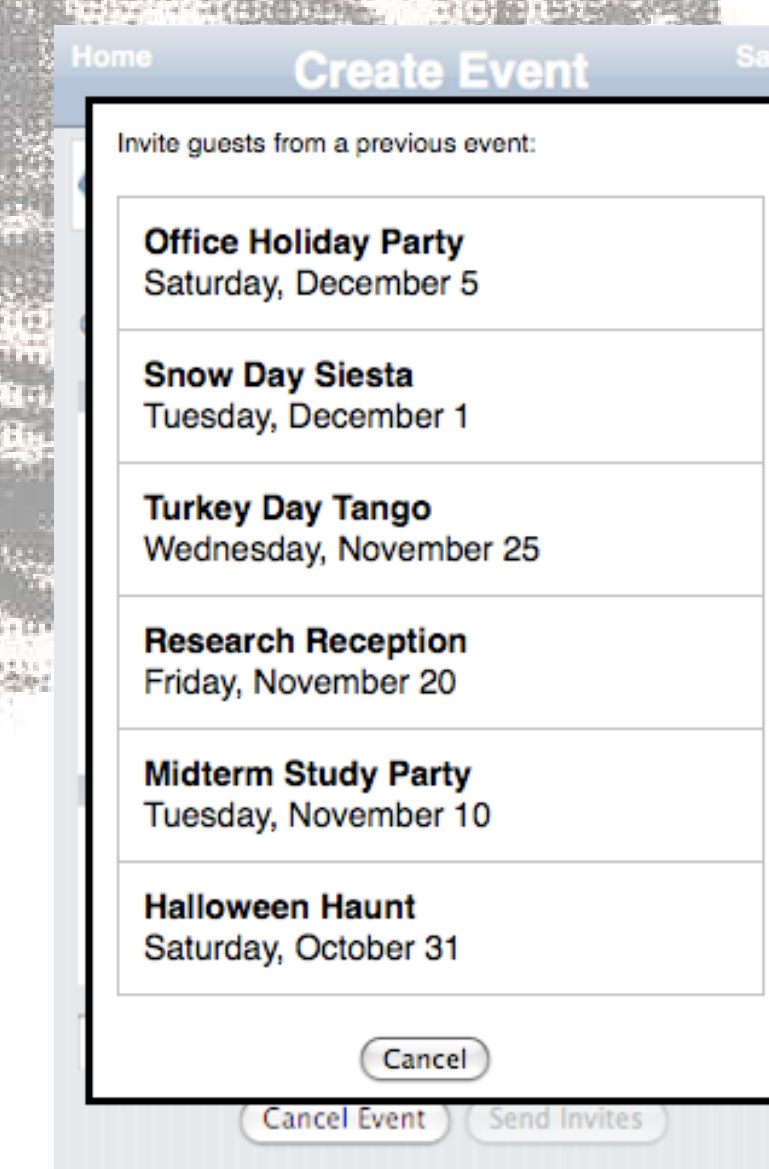 Home Create Event Sa
Invite guests from a previous event:
Office Holiday Party
Saturday, December 5
Snow Day Siesta
Tuesday, December 1
Turkey Day Tango
Wednesday, November 25
Research Reception
Friday, November 20
Midterm Study Party
Tuesday, November 10
Halloween Haunt
Saturday, October 31
Cancel
Cancel Event Send Invites